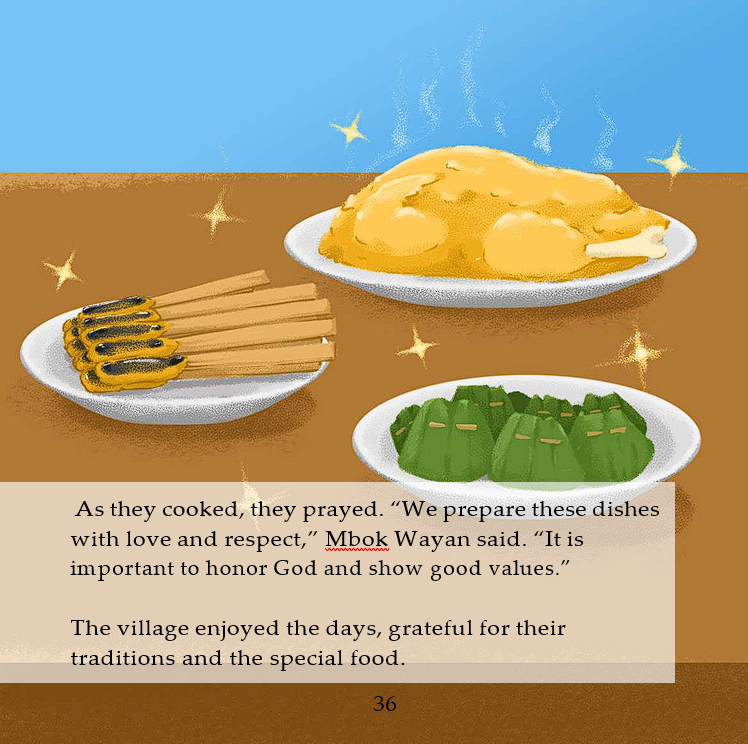 As they cooked, they prayed. “We prepare these dishes
with love and respect,” Mbok Wayan said. “It is
important to honor God and show good values.”
The village enjoyed the days, grateful for their
traditions and the special food.
36